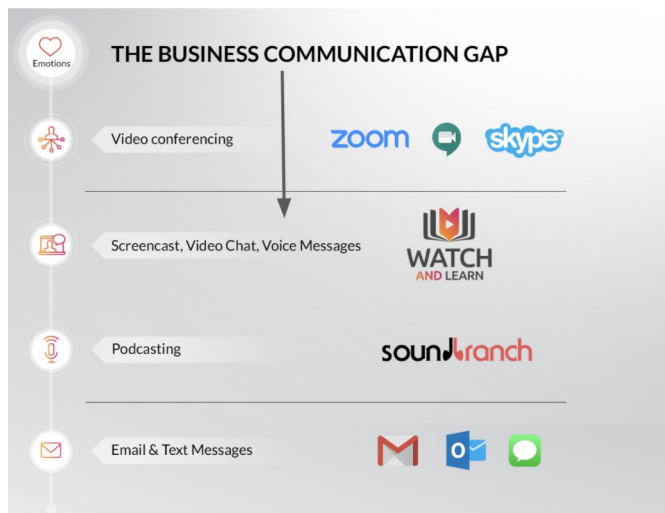 Emotions
THE BUSINESS COMMUNICATION GAP
Video conferencing
zoom
skype
Screencast, Video Chat, Voice Messages
WATCH
AND LEARN
Podcasting
soundbranch
Email & Text Messages
O